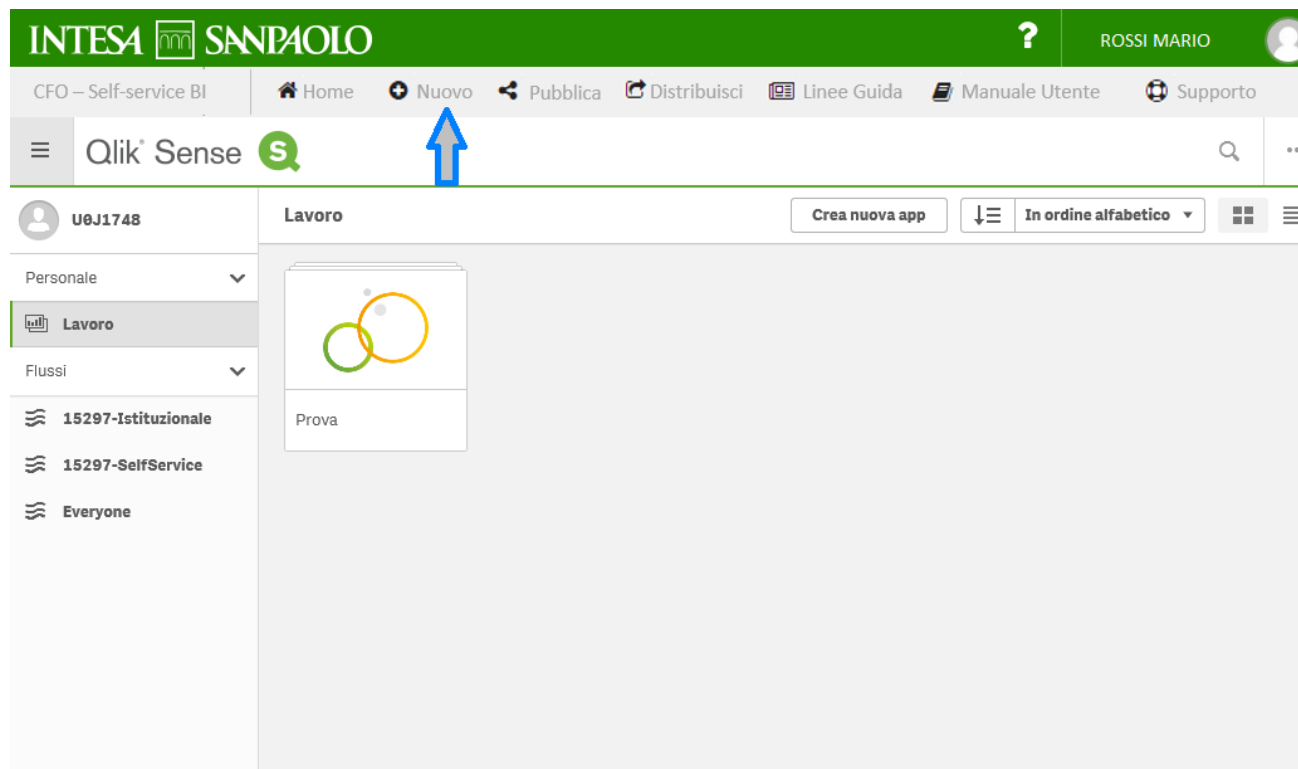 INTESA SANPAOLO ? ROSSI MARIO
CFO – Self-service BI Home Nuovo Pubblica Distribuisci Linee Guida Manuale Utente Supporto
Qlik Sense
U0J1748 Lavoro Crea nuova app In ordine alfabetico
Personale
Lavoro
Flussi
15297-Istituzionale Prova
15297-SelfService
Everyone